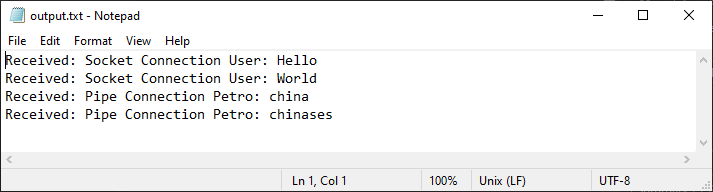 output.txt - Notepad
File Edit Format View Help
Received: Socket Connection User: Hello
Received: Socket Connection User: World
Received: Pipe Connection Petro: china
Received: Pipe Connection Petro: chinases
Ln 1, Col 1 100% Unix (LF) UTF-8